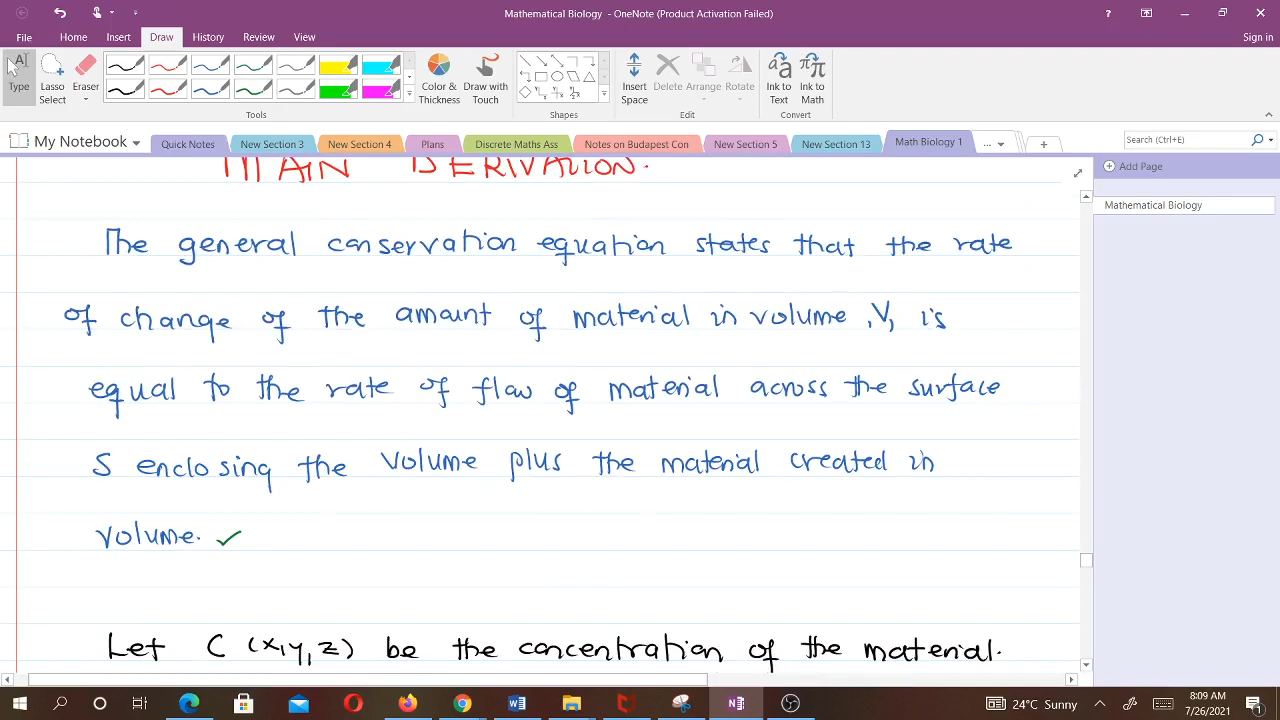 Mathematical Biology - OneNote (Product Activation Failed)
File Home Insert Draw History Review View Sign in
Type Lasso Select Eraser Color & Thickness Draw with Touch Insert Space Delete Arrange Rotate Ink to Text Ink to Math
Tools Shapes Edit Convert
My Notebook Quick Notes New Section 3 New Section 4 Plans Discrete Maths Ass Notes on Budapest Con New Section 5 New Section 13 Math Biology 1 ... Search (Ctrl+E)
Add Page
Mathematical Biology
MAIN DERIVATION.
The general conservation equation states that the rate
of change of the amount of material in volume ,V, is
equal to the rate of flow of material across the surface
S enclosing the volume plus the material created in
volume. ✓
Let C (x,y,z) be the concentration of the material.
24°C Sunny 8:09 AM
7/26/2021